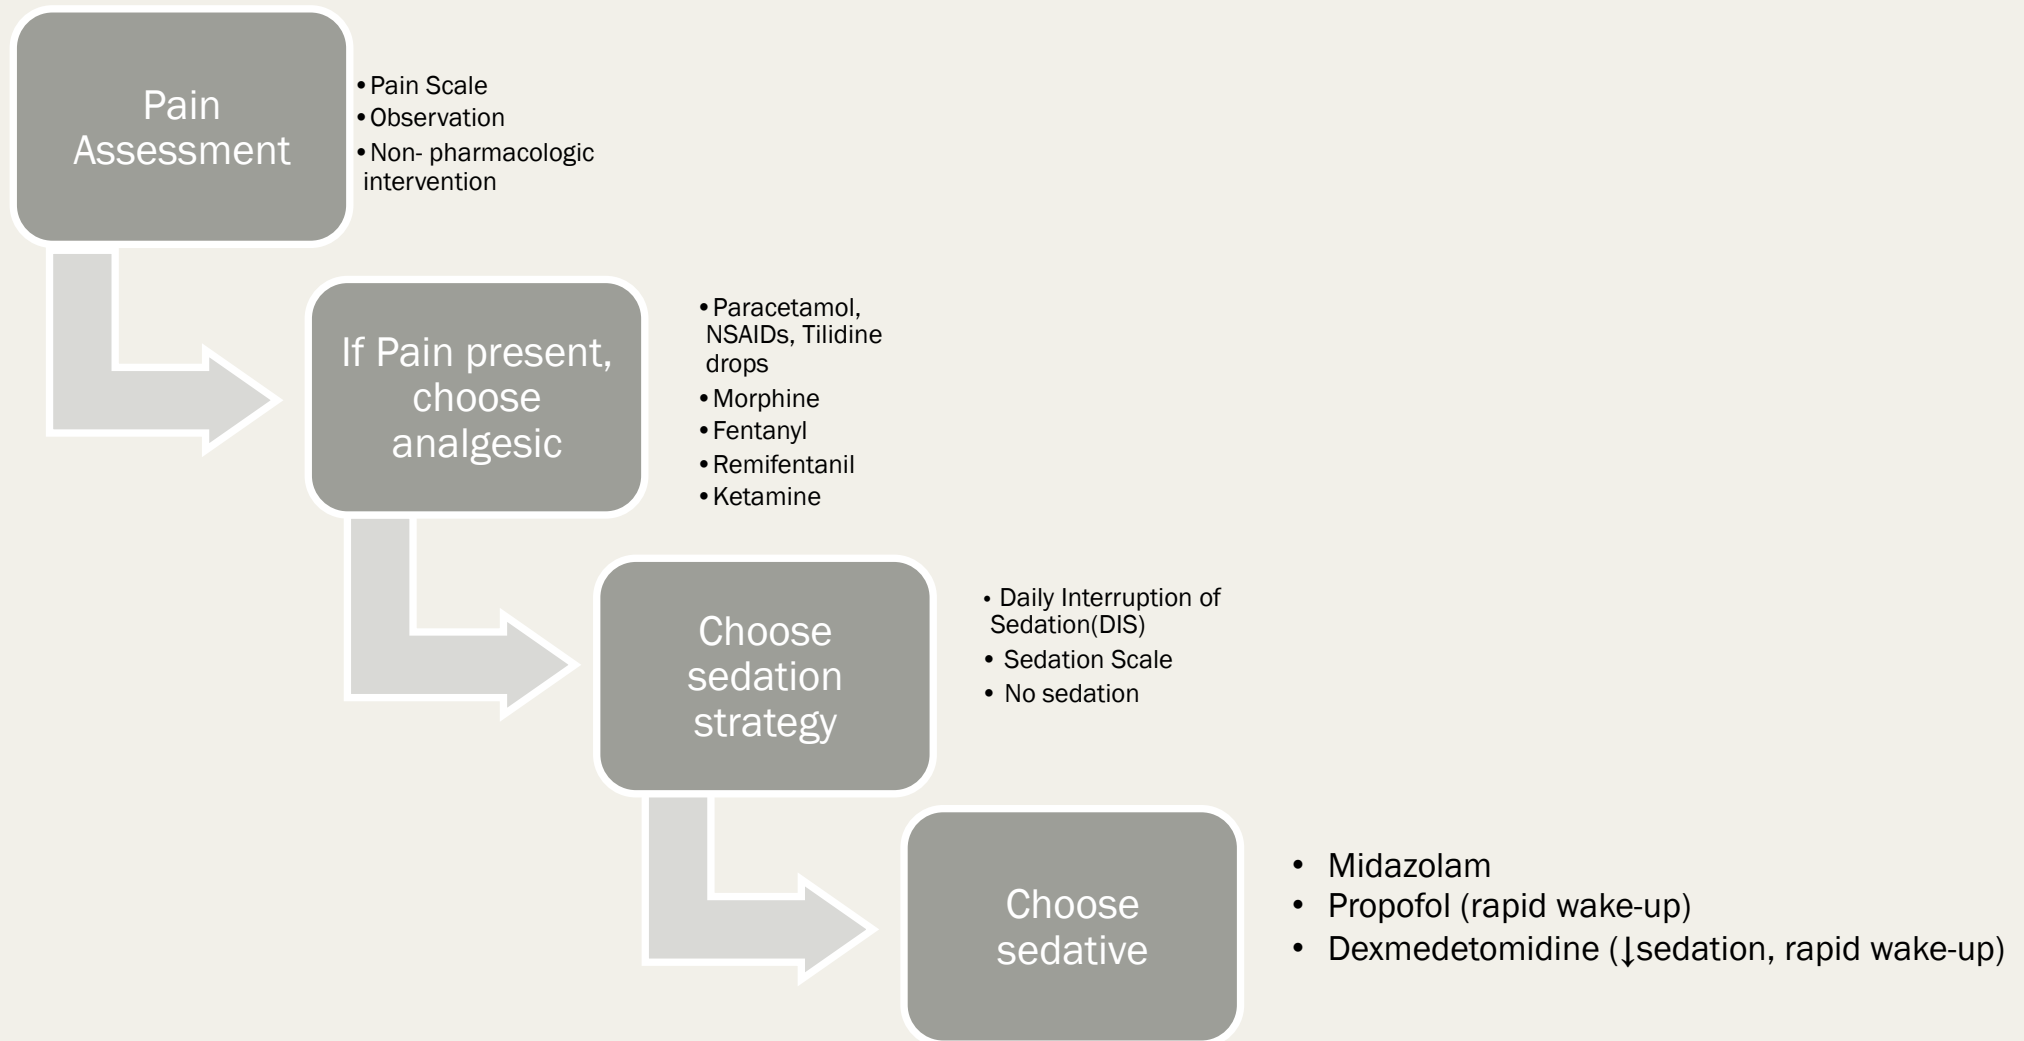 Pain
Assessment
•Pain Scale
•Observation
•Non- pharmacologic
intervention
If Pain present,
choose
analgesic
•Paracetamol,
NSAIDs, Tilidine
drops
•Morphine
•Fentanyl
•Remifentanil
•Ketamine
Choose
sedation
strategy
• Daily Interruption of
Sedation(DIS)
• Sedation Scale
• No sedation
Choose
sedative
• Midazolam
• Propofol (rapid wake-up)
• Dexmedetomidine (↓sedation, rapid wake-up)